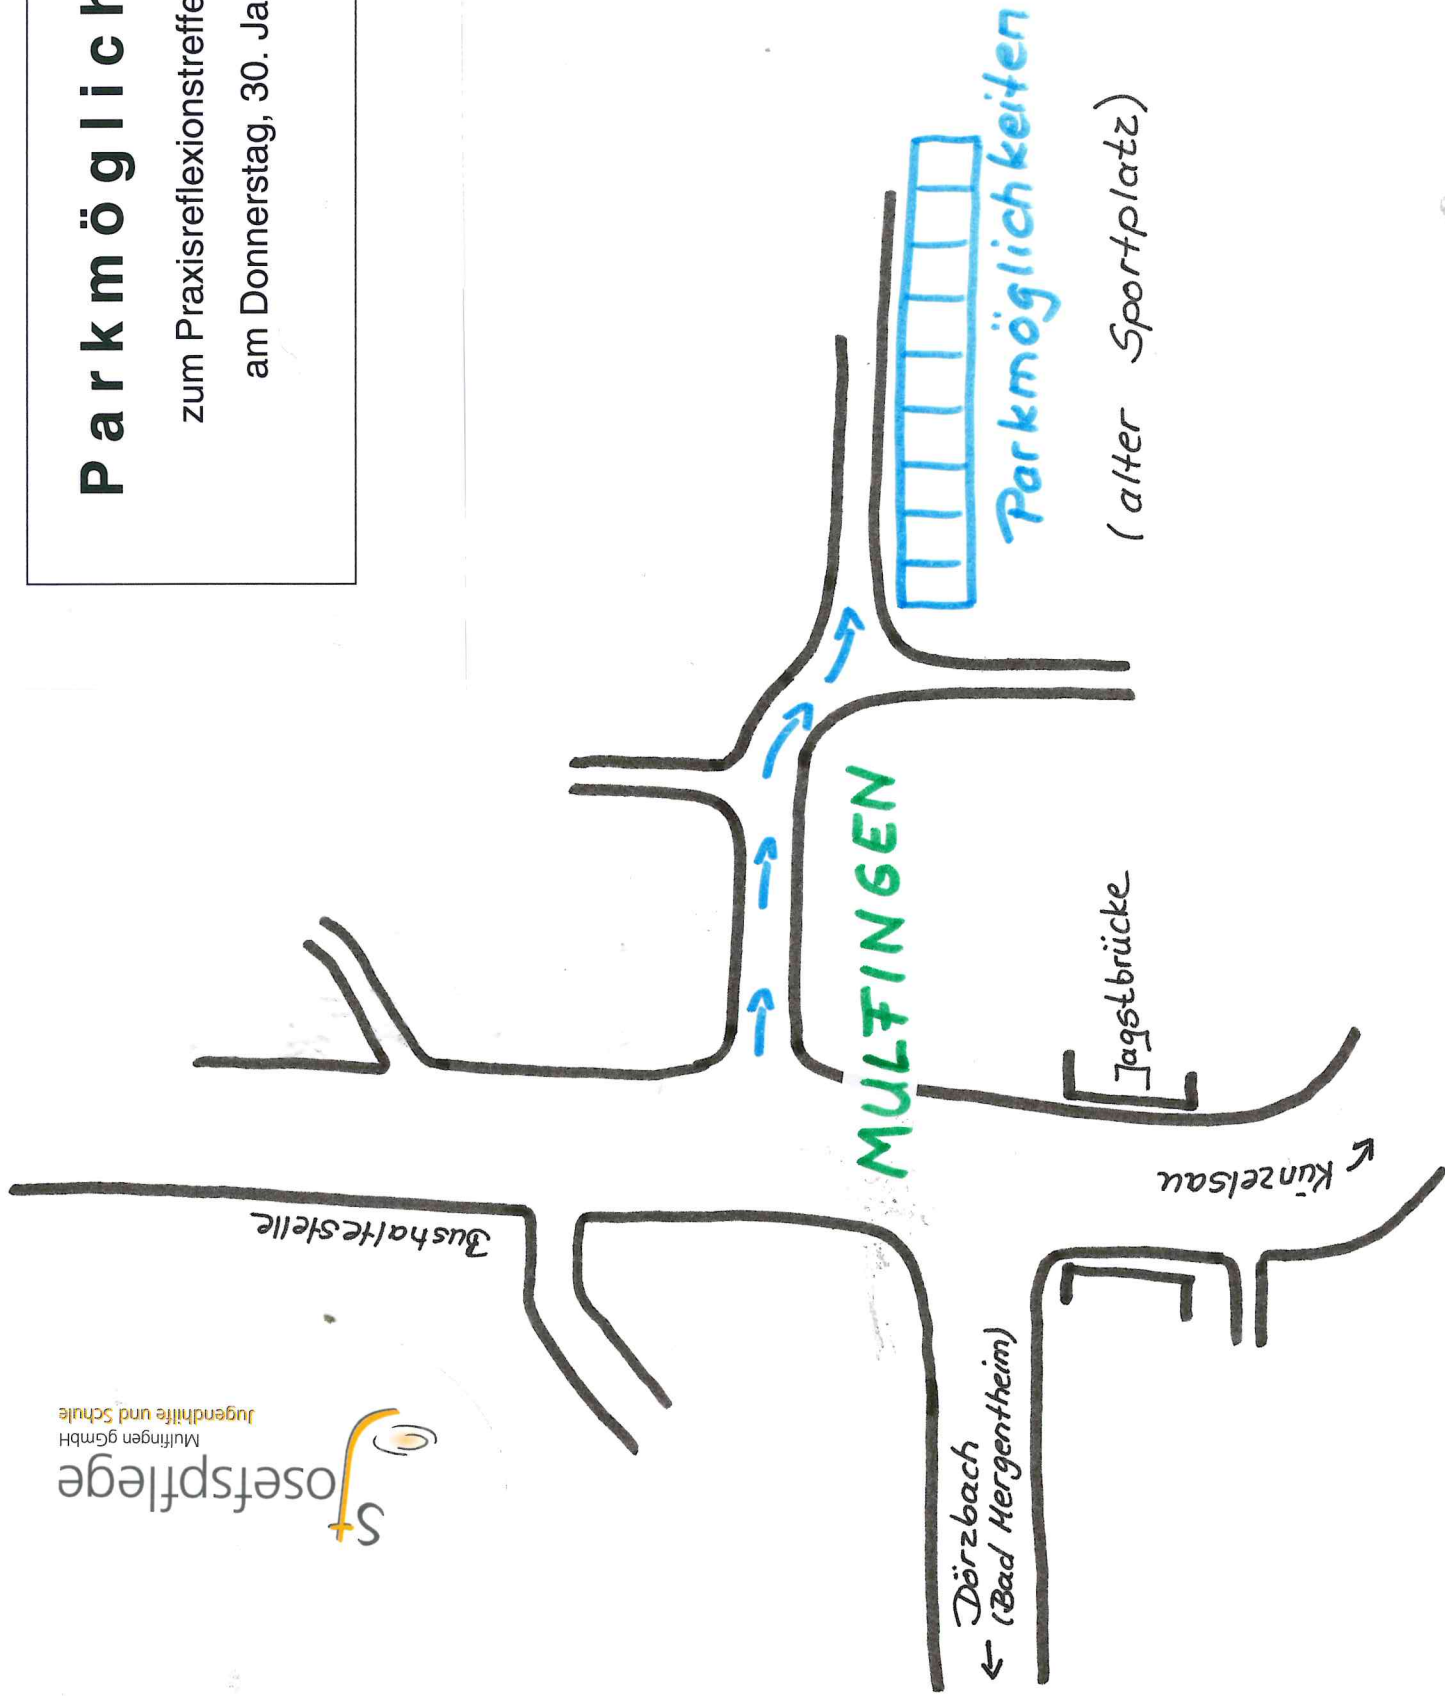 Parkmöglich
zum Praxisreflexionstreffe
am Donnerstag, 30. Ja
Parkmöglichkeiten
(alter Sportplatz)
MULFINGEN
Jagstbrücke
Künzelsau
Bushaltestelle
← Dörzbach
(Bad Mergentheim)
St Josefspflege
Mulfingen gGmbH
Jugendhilfe und Schule